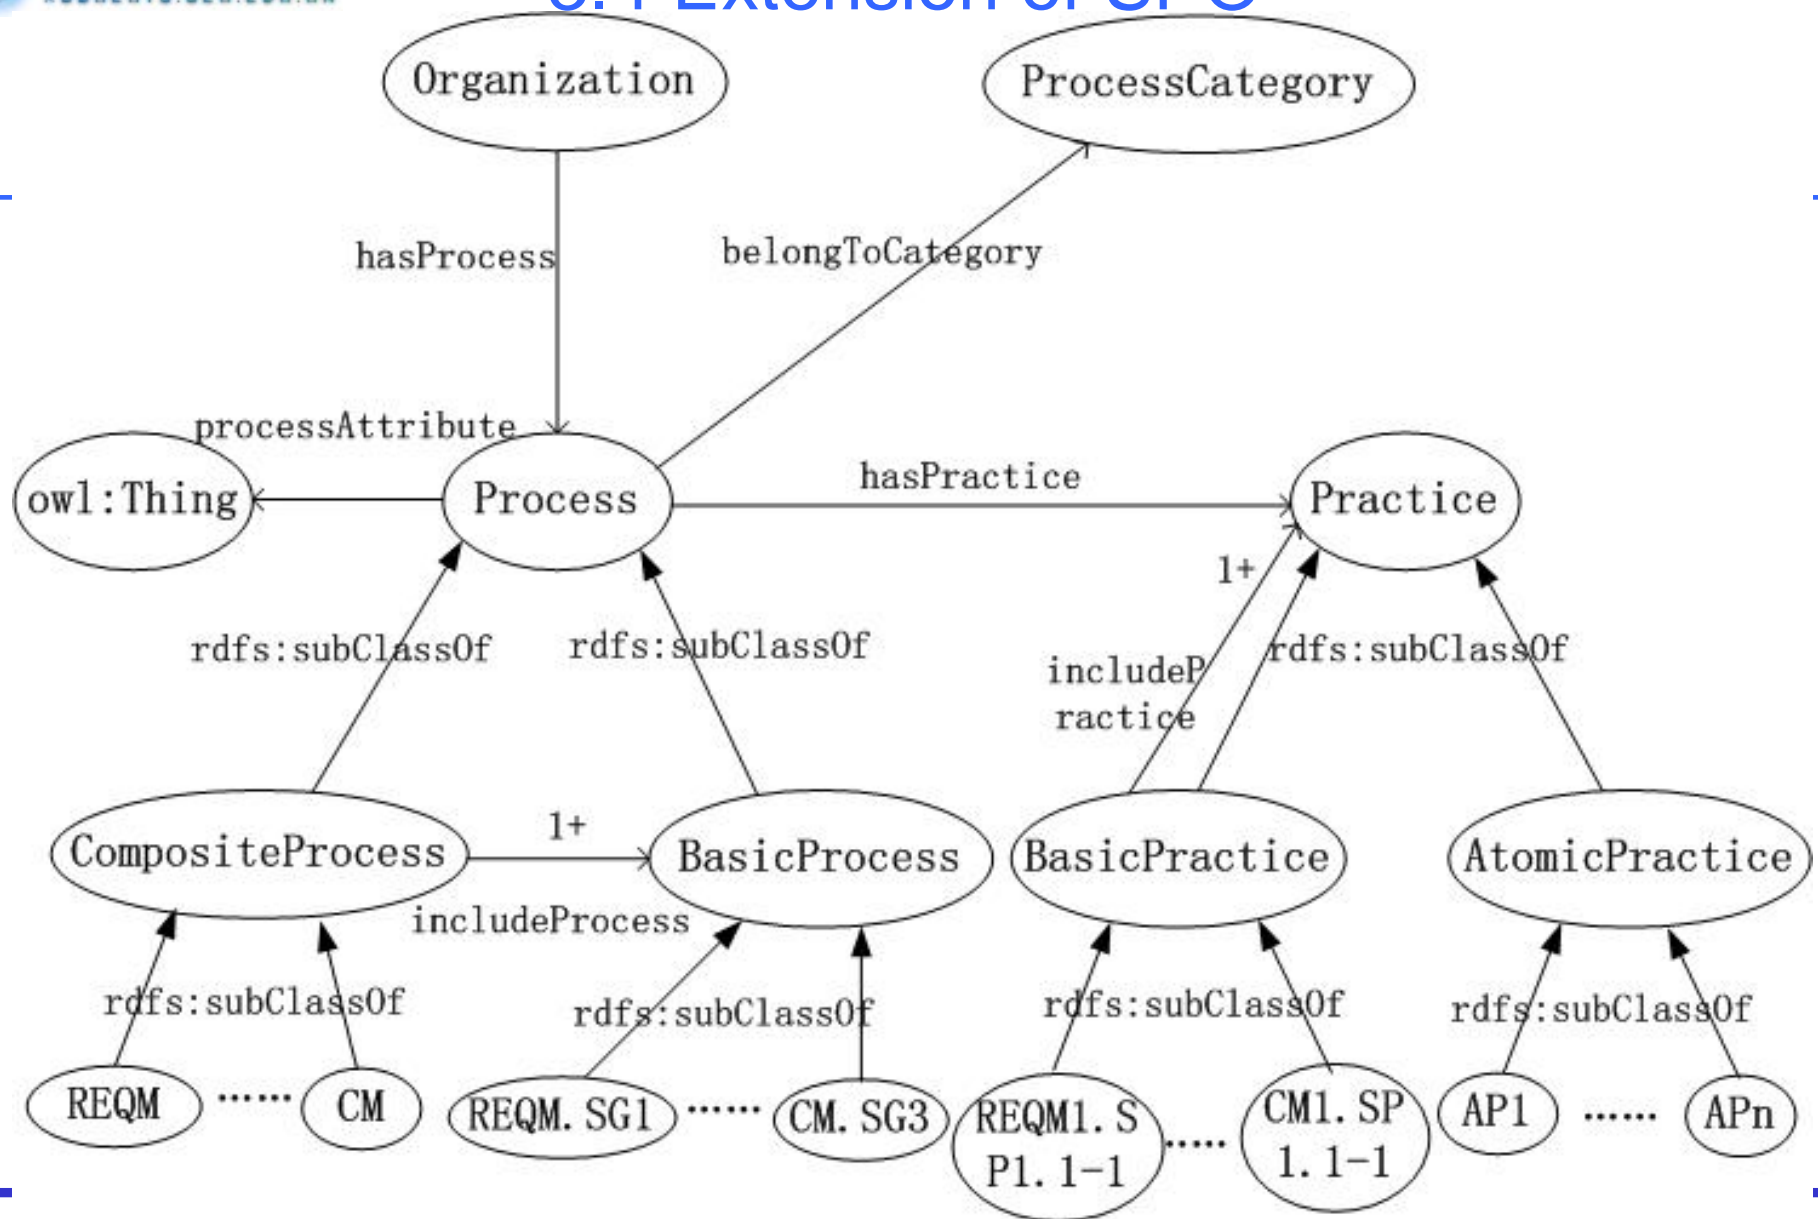 Organization
ProcessCategory
hasProcess
belongToCategory
processAttribute
owl:Thing
Process
hasPractice
Practice
1+
rdfs:subClassOf
rdfs:subClassOf
includeP
ractice
rdfs:subClassOf
CompositeProcess
1+
BasicProcess
BasicPractice
AtomicPractice
includeProcess
rdfs:subClassOf
rdfs:subClassOf
rdfs:subClassOf
rdfs:subClassOf
REQM
······
CM
REQM.SG1
······
CM.SG3
REQM1.S
P1.1-1
·····
CM1.SP
1.1-1
AP1
······
APn